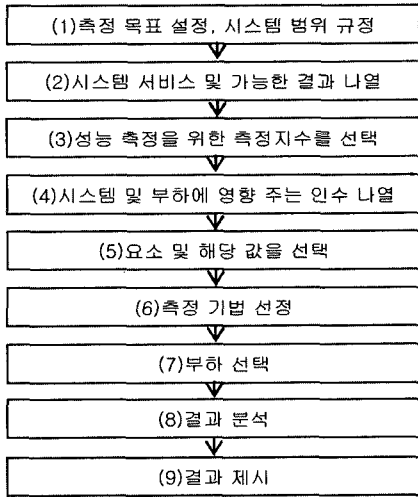 (1)측정 목표 설정, 시스템 범위 규정
(2)시스템 서비스 및 가능한 결과 나열
(3)성능 측정을 위한 측정지수를 선택
(4)시스템 및 부하에 영향 주는 인수 나열
(5)요소 및 해당 값을 선택
(6)측정 기법 선정
(7)부하 선택
(8)결과 분석
(9)결과 제시